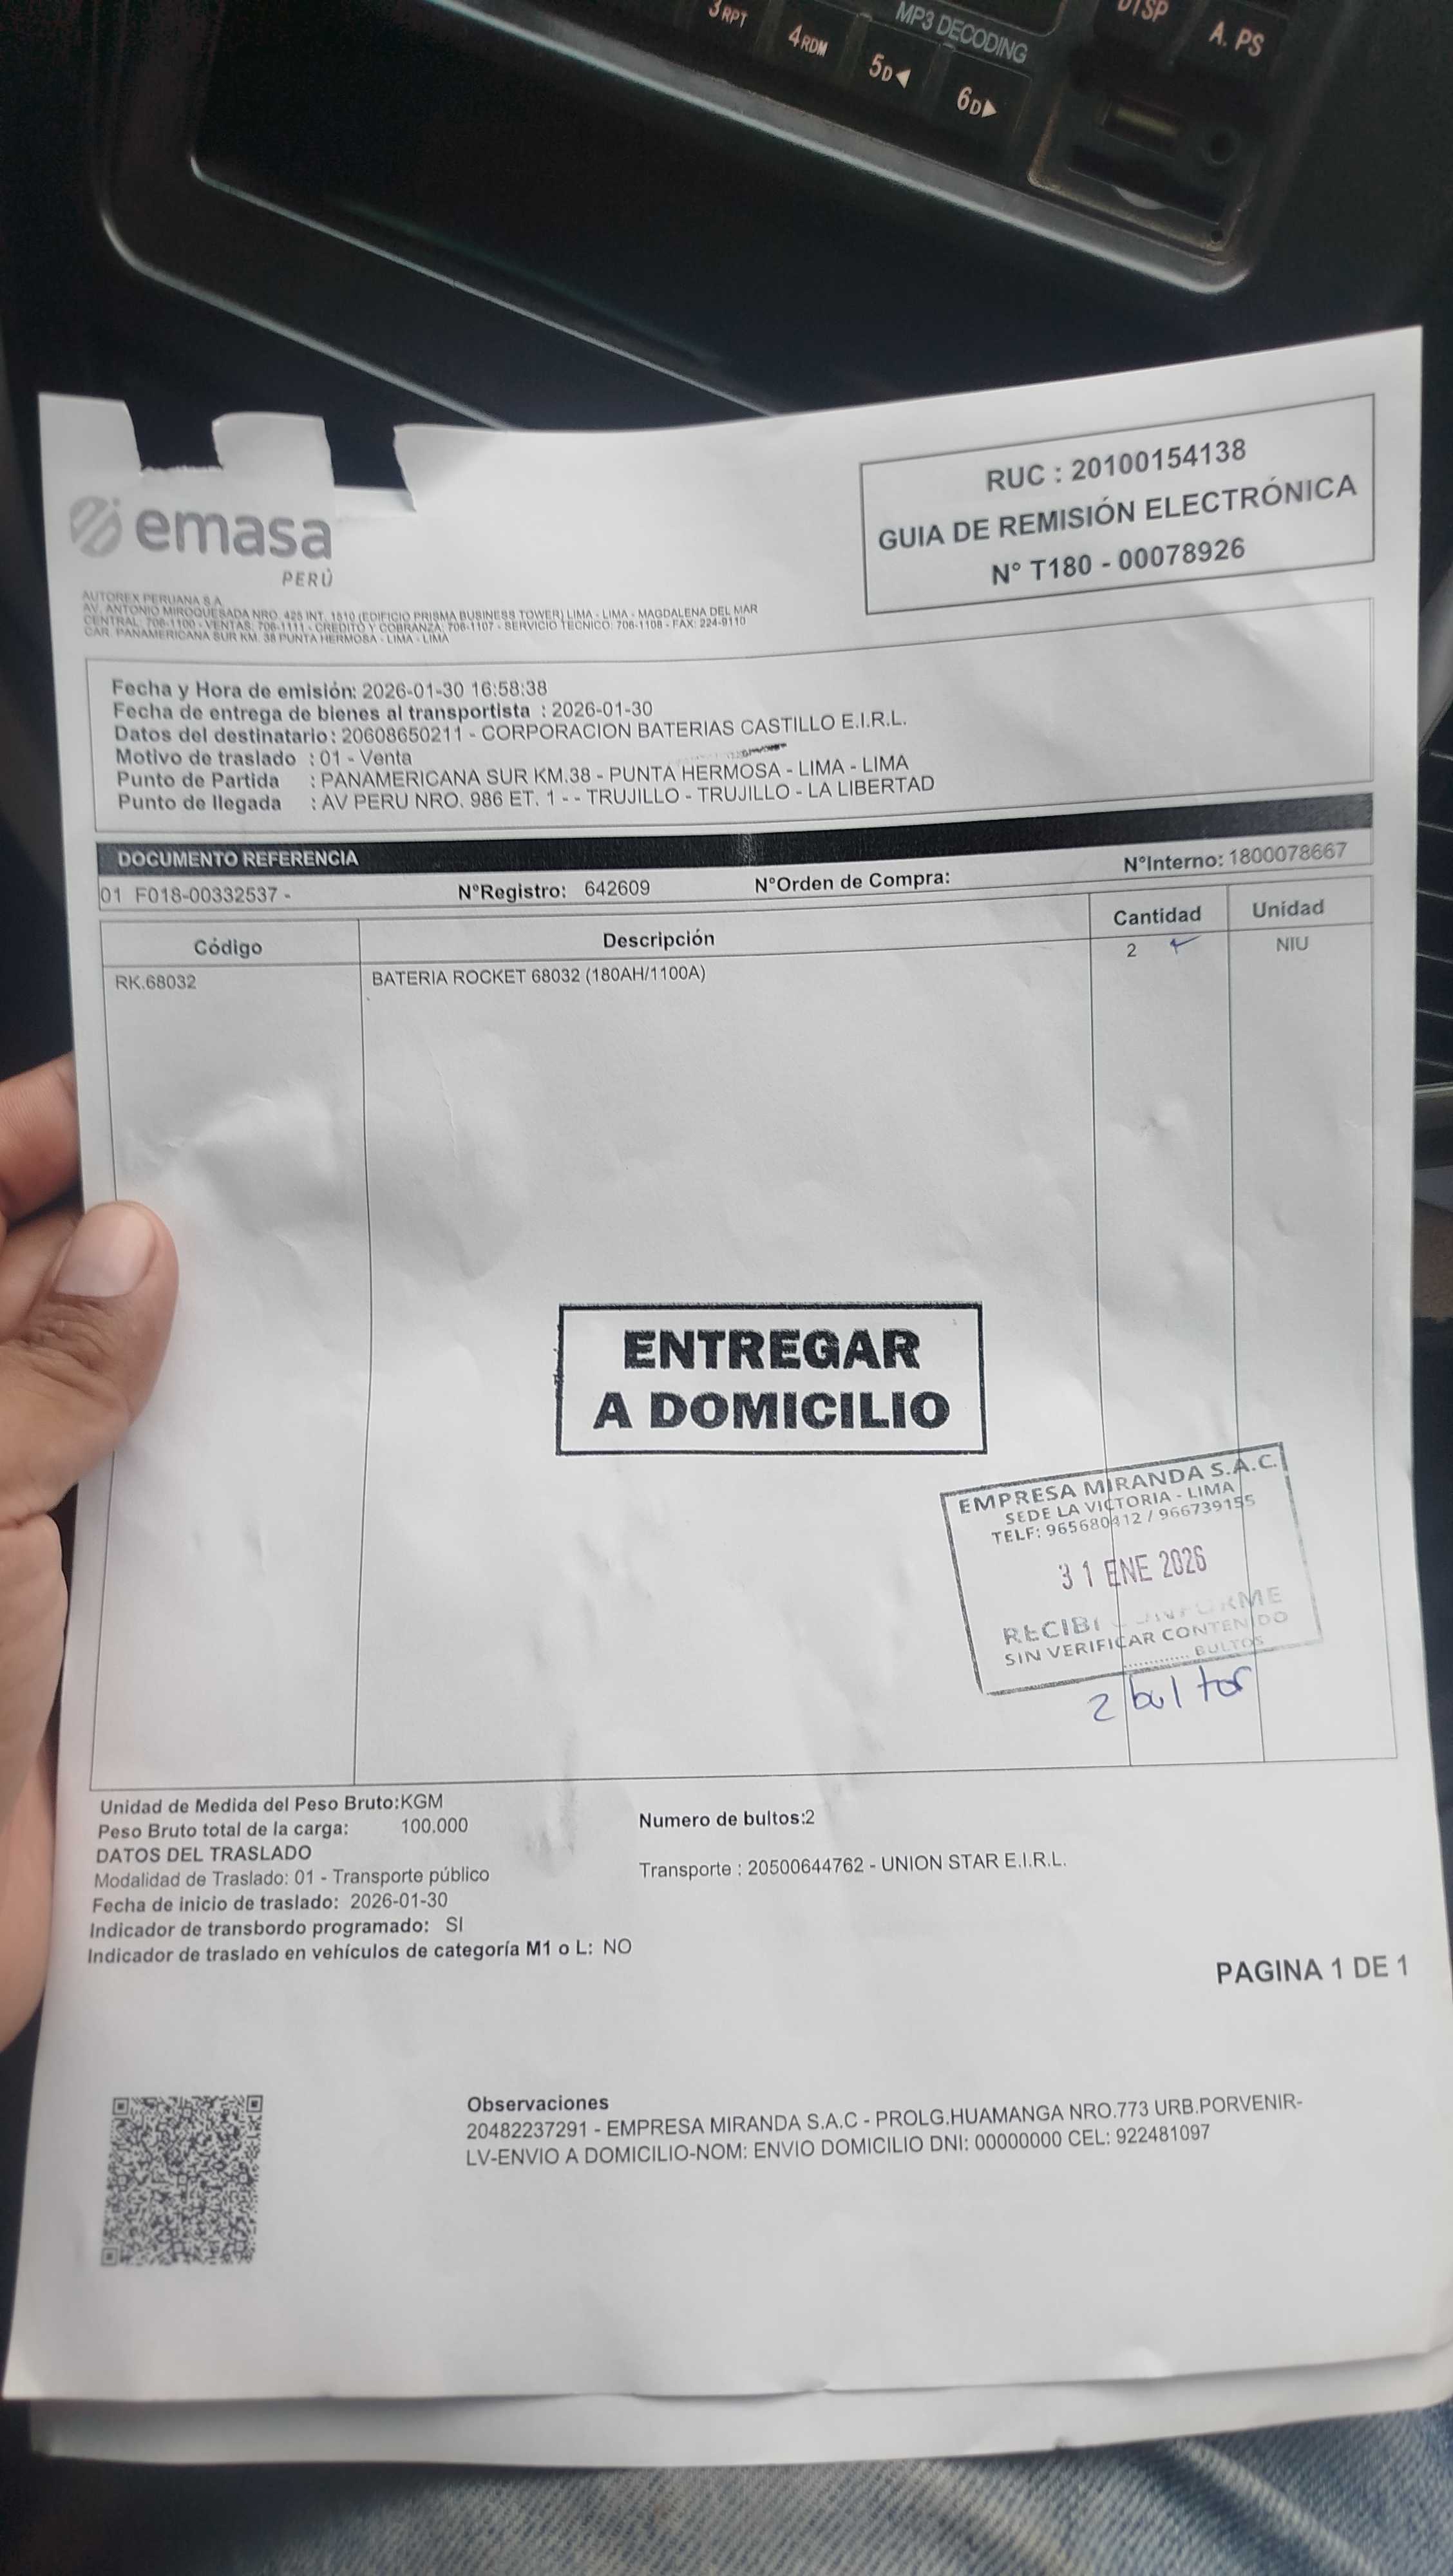 3RPT
4RDM
MP3 DECODING
5D◀
6D▶
DISP
A. PS
emasa
PERÚ
RUC : 20100154138
GUIA DE REMISIÓN ELECTRÓNICA
N° T180 - 00078926
AUTOREX PERUANA S.A
AV. ANTONIO MIROQUESADA NRO. 425 INT. 1510 (EDIFICIO PRISMA BUSINESS TOWER) LIMA - LIMA - MAGDALENA DEL MAR
CENTRAL: 706-1100 - VENTAS: 706-1111 - CREDITO Y COBRANZA: 706-1107 - SERVICIO TECNICO: 706-1108 - FAX: 224-9110
CAR. PANAMERICANA SUR KM. 38 PUNTA HERMOSA - LIMA - LIMA
Fecha y Hora de emisión: 2026-01-30 16:58:38
Fecha de entrega de bienes al transportista : 2026-01-30
Datos del destinatario : 20608650211 - CORPORACION BATERIAS CASTILLO E.I.R.L.
Motivo de traslado : 01 - Venta
Punto de Partida : PANAMERICANA SUR KM.38 - PUNTA HERMOSA - LIMA - LIMA
Punto de llegada : AV PERU NRO. 986 ET. 1 - - TRUJILLO - TRUJILLO - LA LIBERTAD
DOCUMENTO REFERENCIA
01 F018-00332537 - N°Registro: 642609 N°Orden de Compra: N°Interno: 1800078667
Código Descripción Cantidad Unidad
RK.68032 BATERIA ROCKET 68032 (180AH/1100A) 2 NIU
ENTREGAR
A DOMICILIO
EMPRESA MIRANDA S.A.C.
SEDE LA VICTORIA - LIMA
TELF: 965680412 / 966739155
31 ENE 2026
RECIBI CONFORME
SIN VERIFICAR CONTENIDO
............ BULTOS
2 bultos
Unidad de Medida del Peso Bruto:KGM
Peso Bruto total de la carga: 100.000 Numero de bultos:2
DATOS DEL TRASLADO
Modalidad de Traslado: 01 - Transporte público Transporte : 20500644762 - UNION STAR E.I.R.L.
Fecha de inicio de traslado: 2026-01-30
Indicador de transbordo programado: SI
Indicador de traslado en vehículos de categoría M1 o L: NO
PAGINA 1 DE 1
Observaciones
20482237291 - EMPRESA MIRANDA S.A.C - PROLG.HUAMANGA NRO.773 URB.PORVENIR-
LV-ENVIO A DOMICILIO-NOM: ENVIO DOMICILIO DNI: 00000000 CEL: 922481097